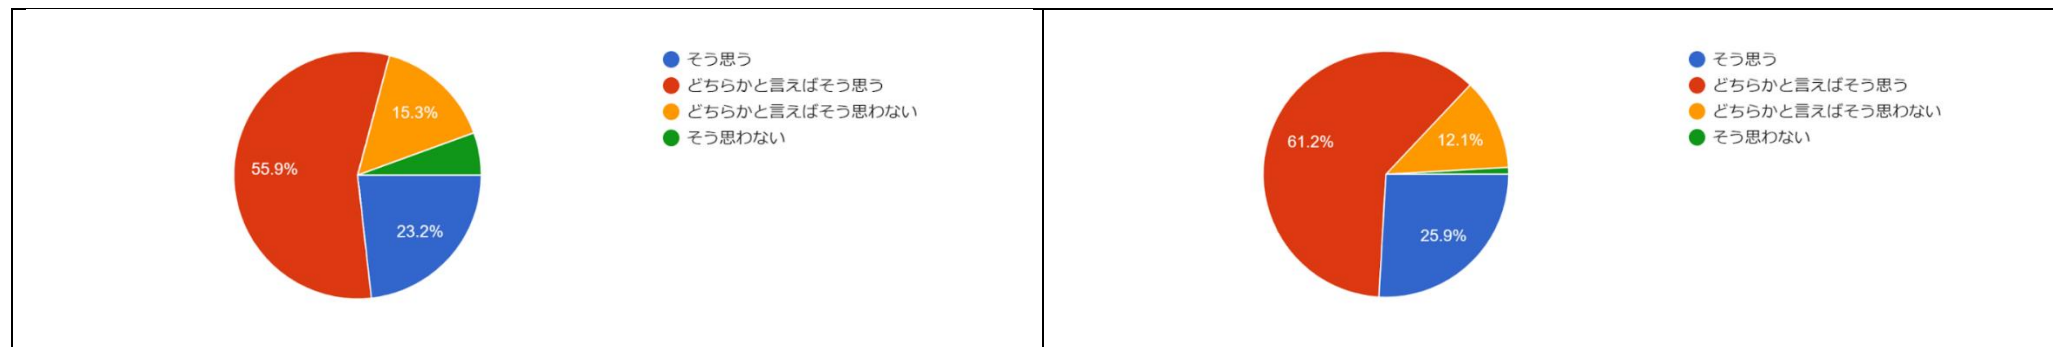 そう思う
どちらかと言えばそう思う
どちらかと言えばそう思わない
そう思わない
15.3%
55.9%
23.2%
そう思う
どちらかと言えばそう思う
どちらかと言えばそう思わない
そう思わない
61.2%
12.1%
25.9%